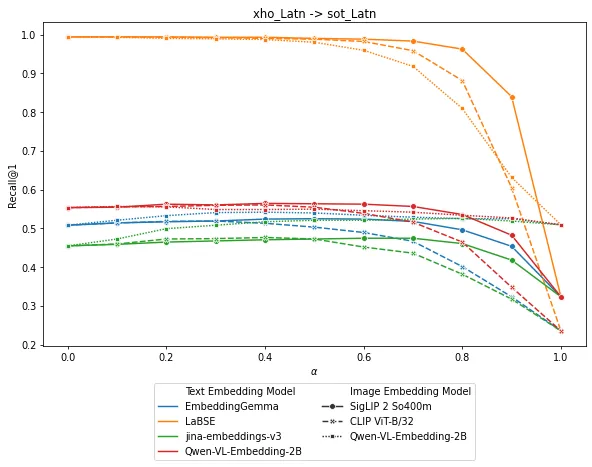 xho_Latn -> sot_Latn
1.0
0.9
0.8
0.7
0.6
0.5
0.4
0.3
0.2
Recall@1
0.0 0.2 0.4 0.6 0.8 1.0
α
Text Embedding Model
EmbeddingGemma
LaBSE
jina-embeddings-v3
Qwen-VL-Embedding-2B
Image Embedding Model
SigLIP 2 So400m
CLIP ViT-B/32
Qwen-VL-Embedding-2B